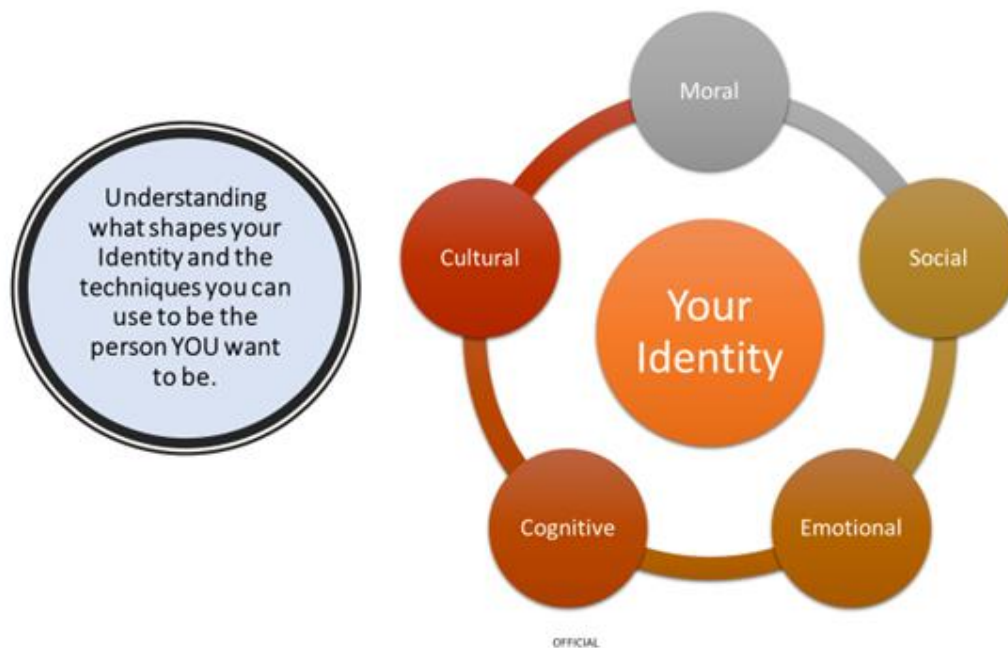 Understanding
what shapes your
Identity and the
techniques you can
use to be the
person YOU want
to be.
Moral
Social
Emotional
Cognitive
Cultural
Your
Identity
OFFICIAL